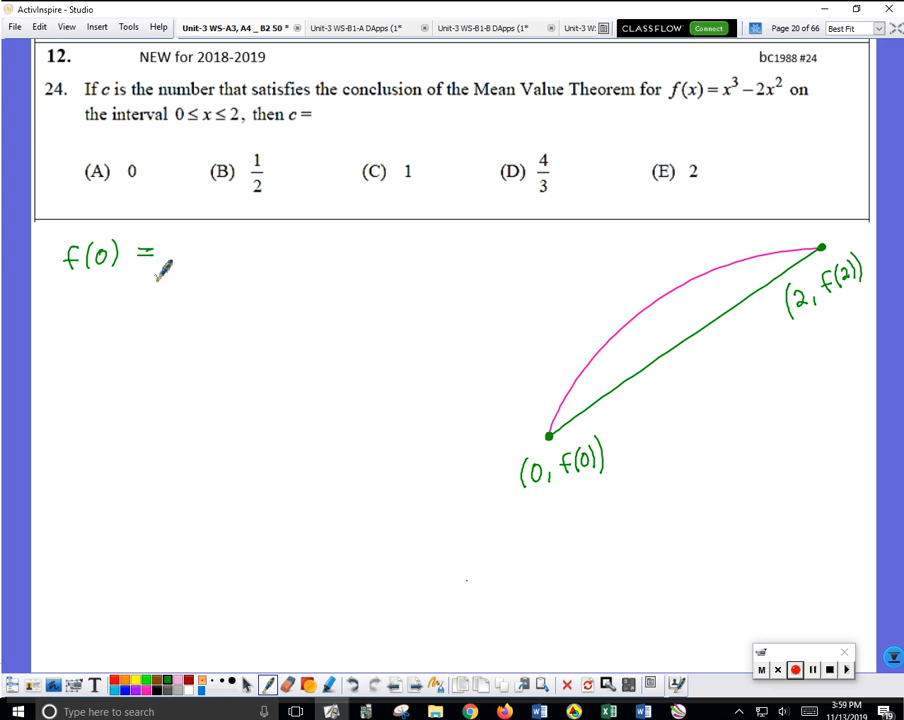 ActivInspire - Studio
File Edit View Insert Tools Help Unit-3 WS-A3, A4 _ B2 50 * Unit-3 WS-B1-A DApps (1* Unit-3 WS-B1-B DApps (1* Unit-3 W: CLASSFLOW Connect Page 20 of 66 Best Fit
12. NEW for 2018-2019 bc1988 #24
24. If c is the number that satisfies the conclusion of the Mean Value Theorem for f(x) = x³ − 2x² on
the interval 0 ≤ x ≤ 2, then c =
(A) 0 (B) 1/2 (C) 1 (D) 4/3 (E) 2
f(0) =
(2, f(2))
(0, f(0))
M
T
Type here to search
3:59 PM
11/13/2019
19